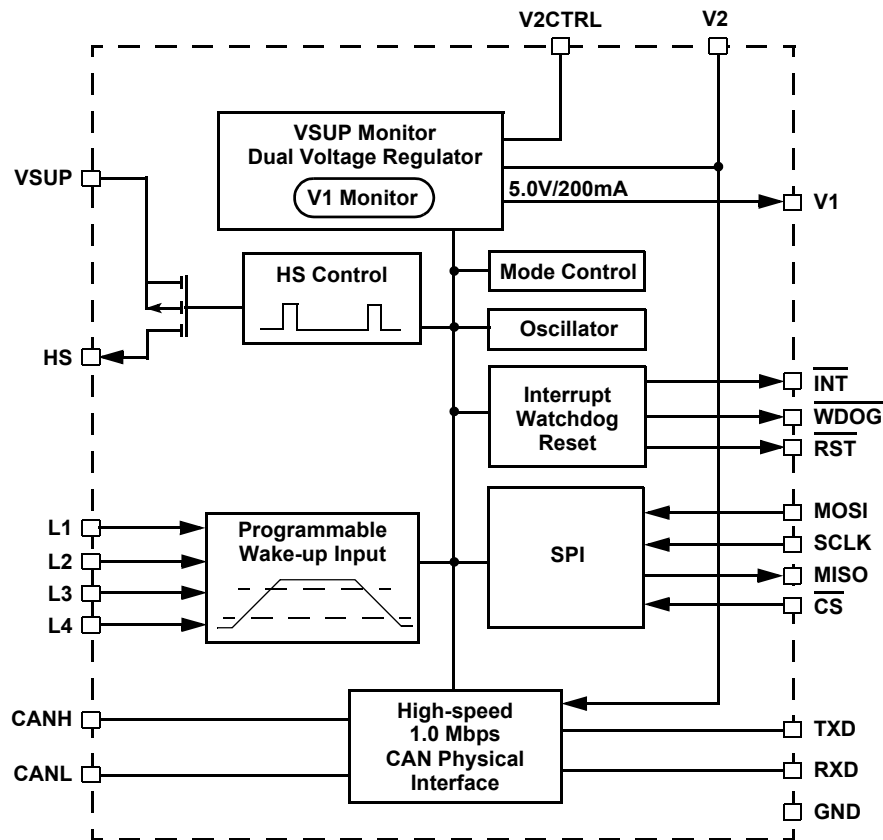 V2CTRL
V2
VSUP Monitor
Dual Voltage Regulator
V1 Monitor
VSUP
5.0V/200mA
V1
HS Control
Mode Control
Oscillator
HS
Interrupt
Watchdog
Reset
INT
WDOG
RST
L1
L2
L3
L4
Programmable
Wake-up Input
SPI
MOSI
SCLK
MISO
CS
CANH
CANL
High-speed
1.0 Mbps
CAN Physical
Interface
TXD
RXD
GND